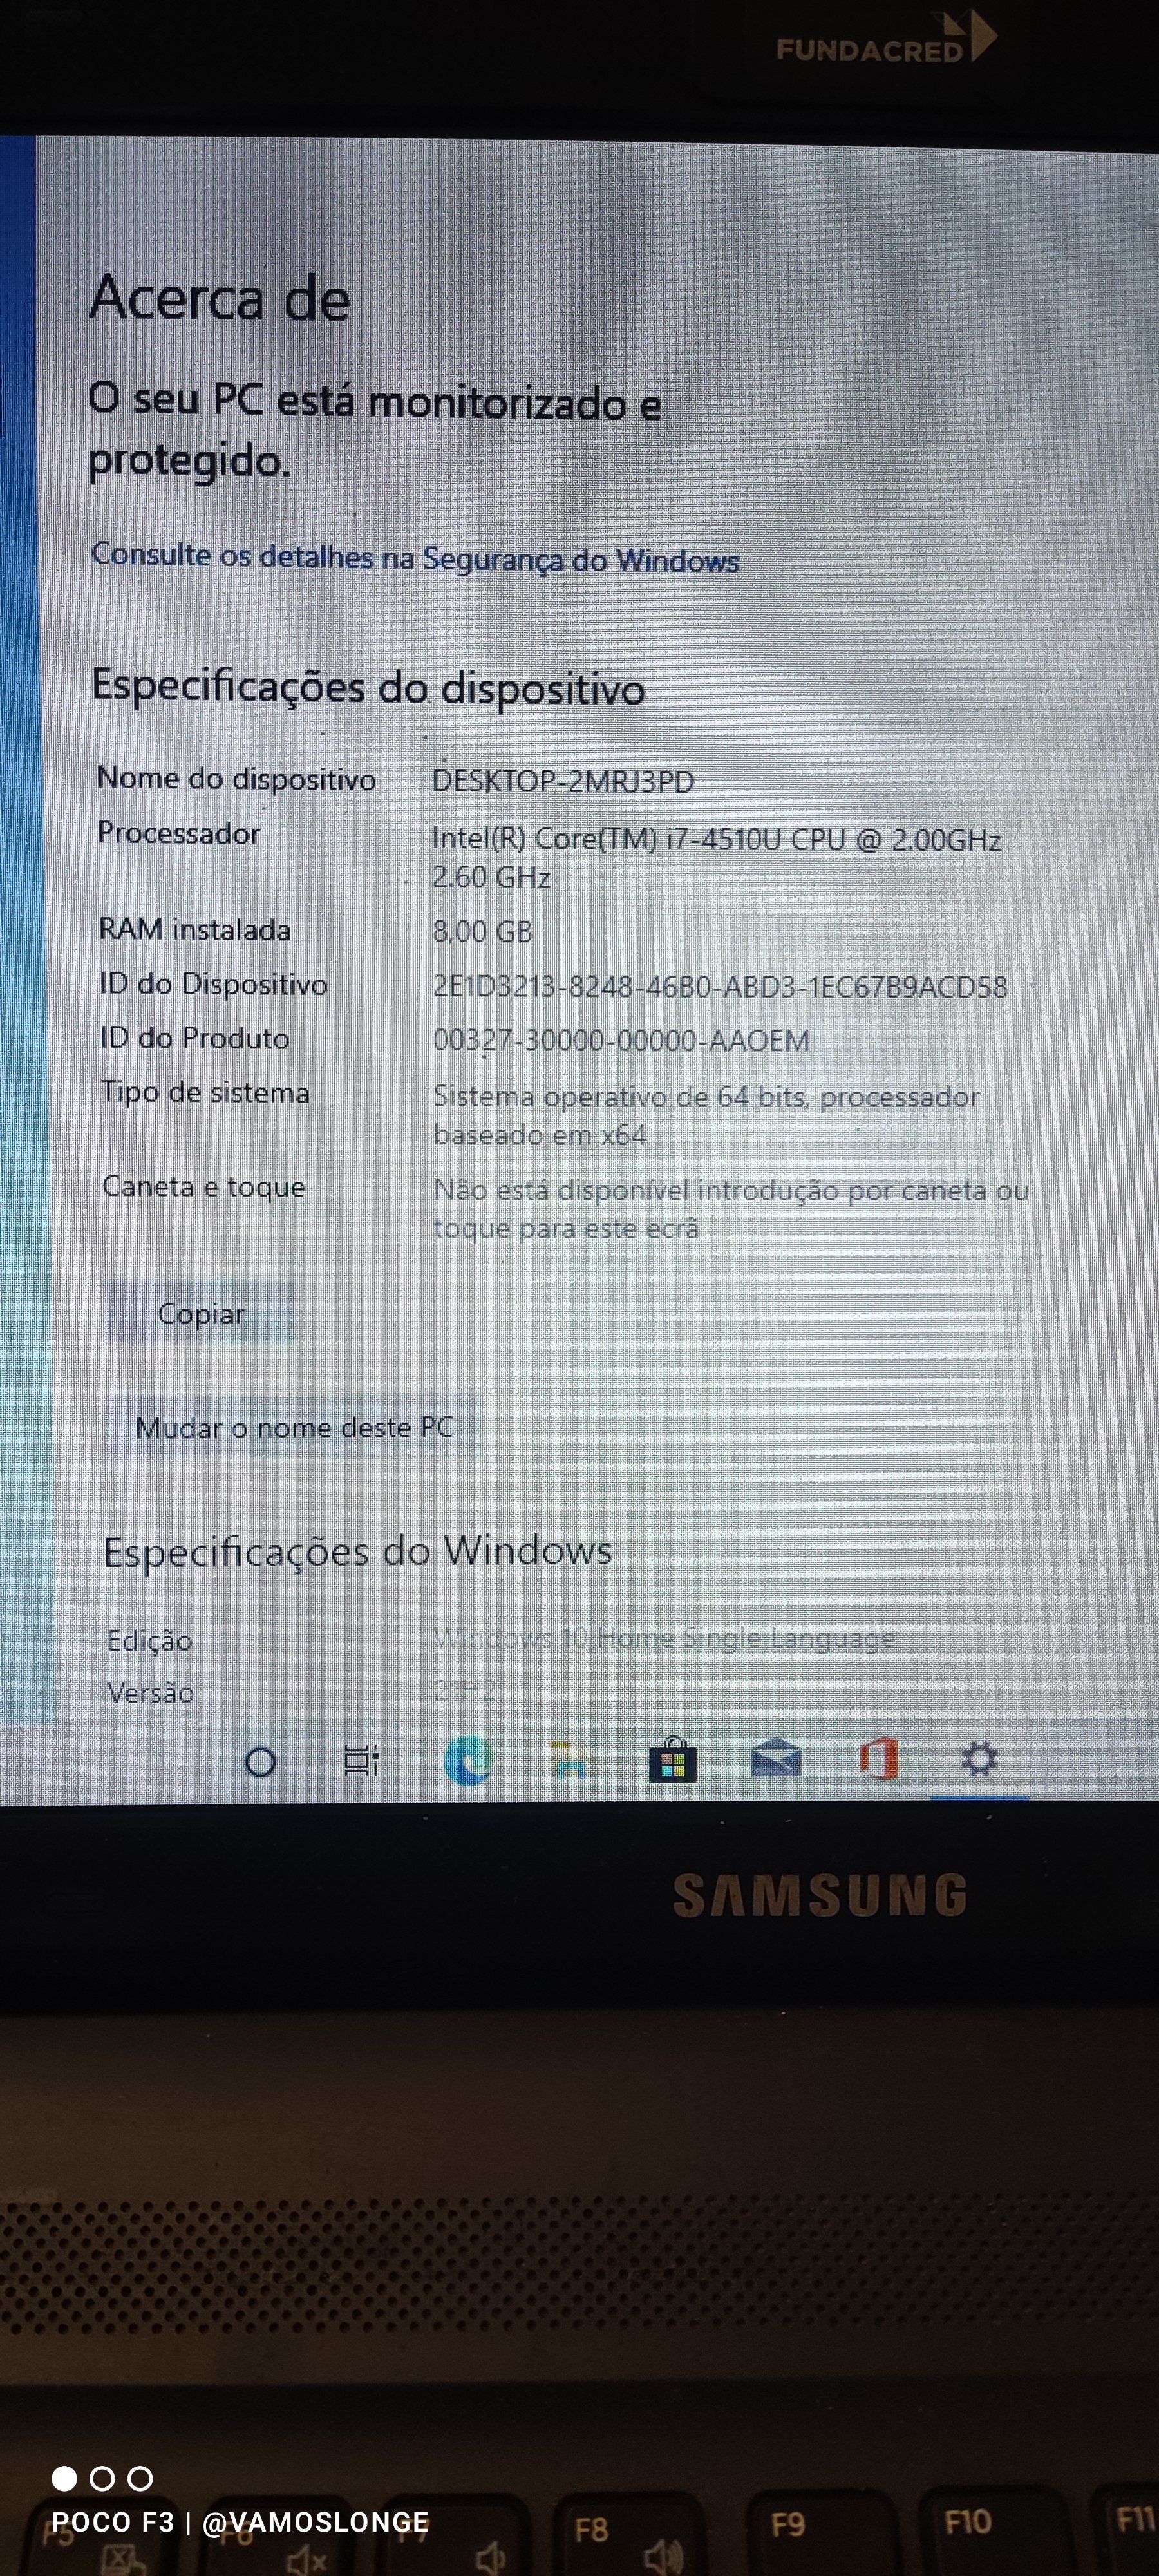 FUNDACRED
Acerca de
O seu PC está monitorizado e
protegido.
Consulte os detalhes na Segurança do Windows
Especificações do dispositivo
Nome do dispositivo DESKTOP-2MRJ3PD
Processador Intel(R) Core(TM) i7-4510U CPU @ 2.00GHz
2.60 GHz
RAM instalada 8,00 GB
ID do Dispositivo 2E1D3213-8248-46B0-ABD3-1EC67B9ACD58
ID do Produto 00327-30000-00000-AAOEM
Tipo de sistema Sistema operativo de 64 bits, processador
baseado em x64
Caneta e toque Não está disponível introdução por caneta ou
toque para este ecrã
Copiar
Mudar o nome deste PC
Especificações do Windows
Edição Windows 10 Home Single Language
Versão 21H2
SAMSUNG
F5 F6 F7 F8 F9 F10 F11
POCO F3 | @VAMOSLONGE